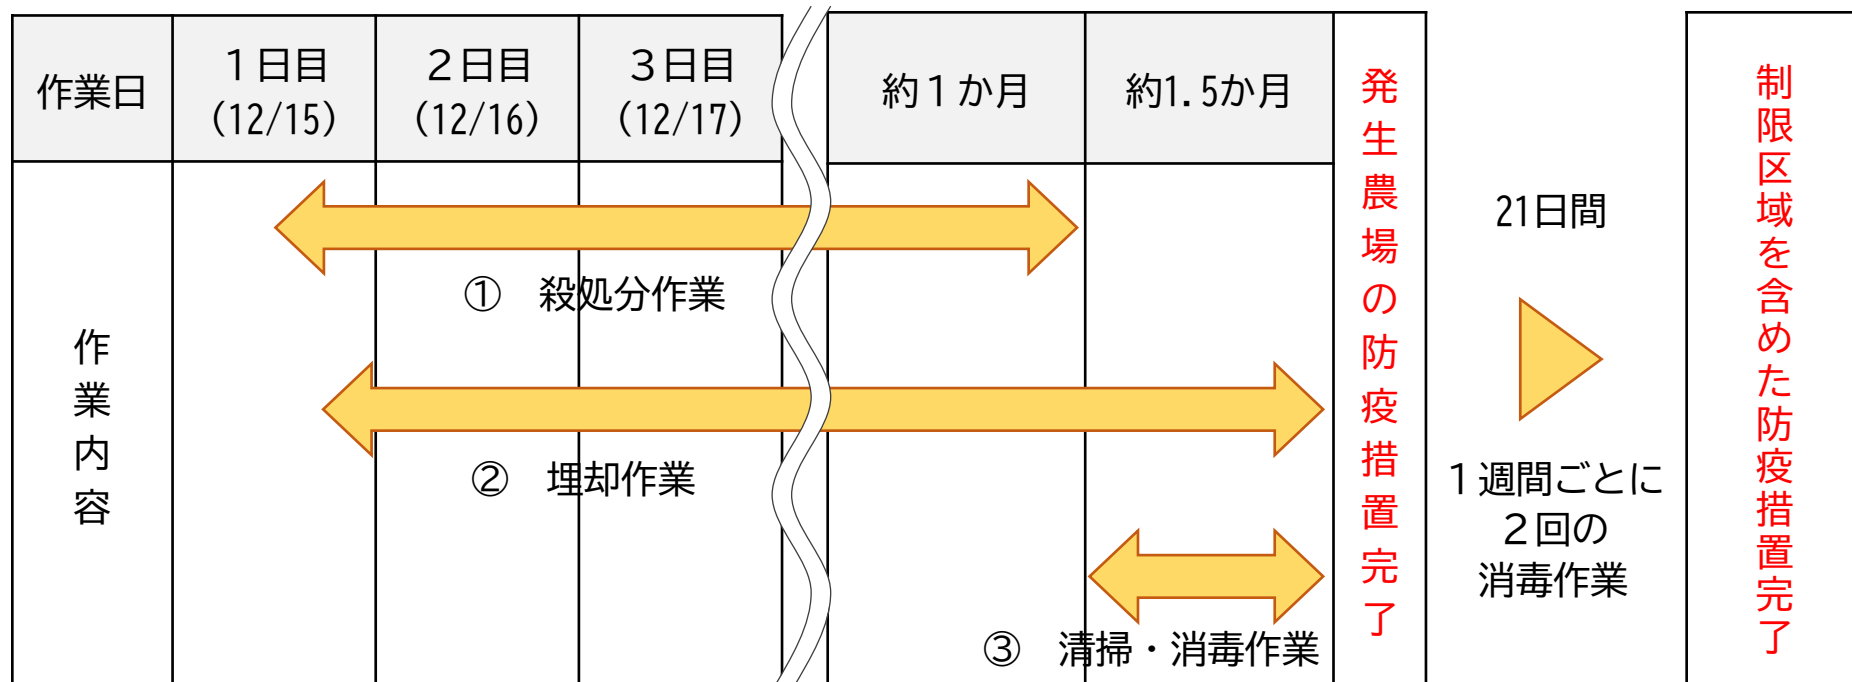 作業日
１日目
(12/15)
２日目
(12/16)
３日目
(12/17)
約１か月
約1.5か月
作業内容
① 殺処分作業
② 埋却作業
③ 清掃・消毒作業
発生農場の防疫措置完了
21日間
１週間ごとに
２回の
消毒作業
制限区域を含めた防疫措置完了